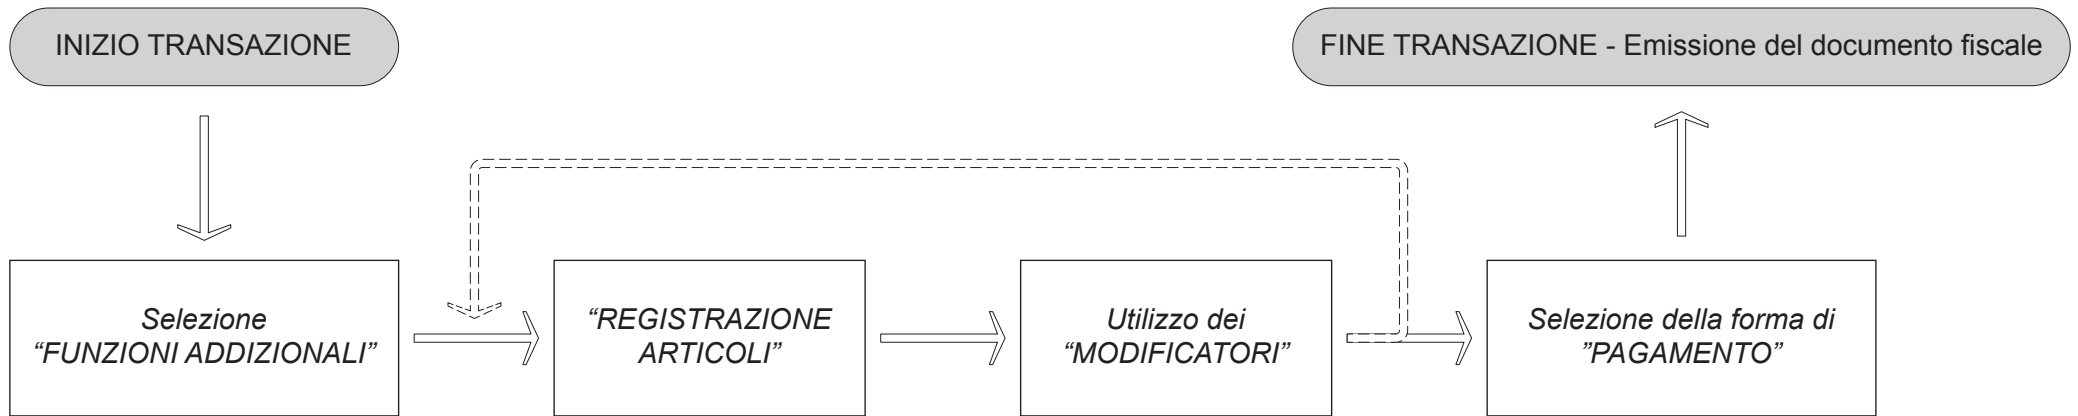 INIZIO TRANSAZIONE
FINE TRANSAZIONE - Emissione del documento fiscale
Selezione
“FUNZIONI ADDIZIONALI”
“REGISTRAZIONE
ARTICOLI”
Utilizzo dei
“MODIFICATORI”
Selezione della forma di
”PAGAMENTO”